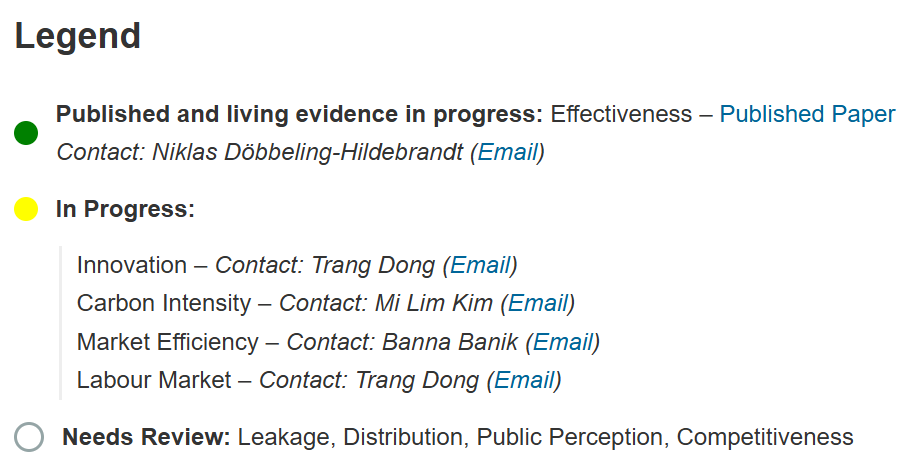 Legend
Published and living evidence in progress: Effectiveness – Published Paper
Contact: Niklas Döbbeling-Hildebrandt (Email)
In Progress:
Innovation – Contact: Trang Dong (Email)
Carbon Intensity – Contact: Mi Lim Kim (Email)
Market Efficiency – Contact: Banna Banik (Email)
Labour Market – Contact: Trang Dong (Email)
Needs Review: Leakage, Distribution, Public Perception, Competitiveness